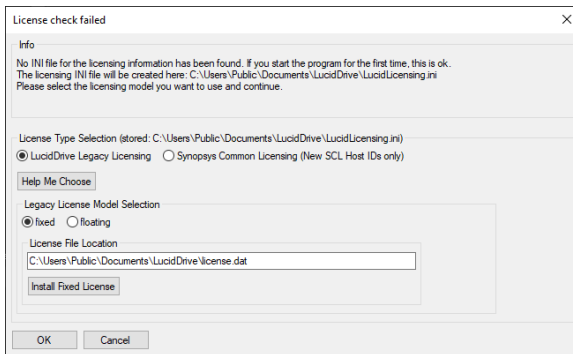 License check failed
Info
No INI file for the licensing information has been found. If you start the program for the first time, this is ok.
The licensing INI file will be created here: C:\Users\Public\Documents\LucidDrive\LucidLicensing.ini
Please select the licensing model you want to use and continue.
License Type Selection (stored: C:\Users\Public\Documents\LucidDrive\LucidLicensing.ini)
LucidDrive Legacy Licensing Synopsys Common Licensing (New SCL Host IDs only)
Help Me Choose
Legacy License Model Selection
fixed floating
License File Location
C:\Users\Public\Documents\LucidDrive\license.dat
Install Fixed License
OK Cancel